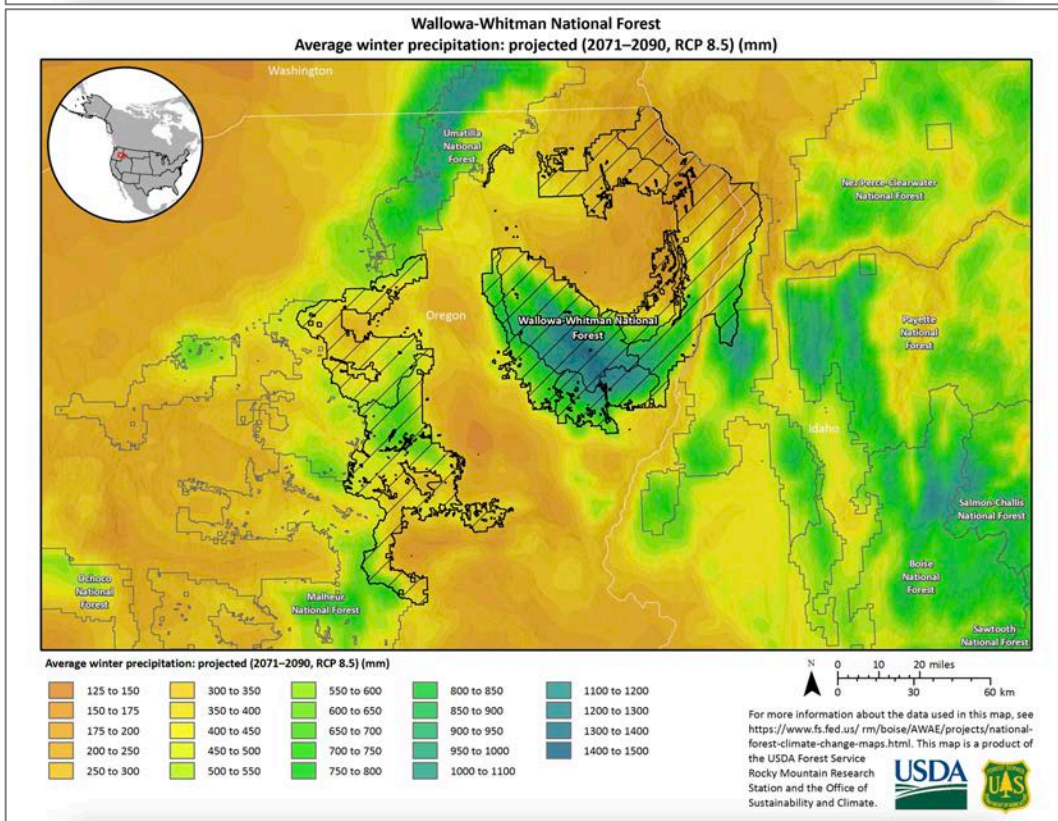 Wallowa-Whitman National Forest
Average winter precipitation: projected (2071–2090, RCP 8.5) (mm)
Washington
Umatilla
National
Forest
Nez-Perce-Clearwater
National Forest
Oregon
Wallowa-Whitman National
Forest
Payette
National
Forest
Idaho
Salmon-Challis
National Forest
Boise
National
Forest
Ochoco
National
Forest
Malheur
National Forest
Sawtooth
National Forest
Average winter precipitation: projected (2071–2090, RCP 8.5) (mm)
125 to 150
150 to 175
175 to 200
200 to 250
250 to 300
300 to 350
350 to 400
400 to 450
450 to 500
500 to 550
550 to 600
600 to 650
650 to 700
700 to 750
750 to 800
800 to 850
850 to 900
900 to 950
950 to 1000
1000 to 1100
1100 to 1200
1200 to 1300
1300 to 1400
1400 to 1500
N
0 10 20 miles
0 30 60 km
For more information about the data used in this map, see
https://www.fs.fed.us/ rm/boise/AWAE/projects/national-
forest-climate-change-maps.html. This map is a product of
the USDA Forest Service
Rocky Mountain Research
Station and the Office of
Sustainability and Climate.
USDA
FOREST SERVICE
U S
DEPARTMENT OF AGRICULTURE